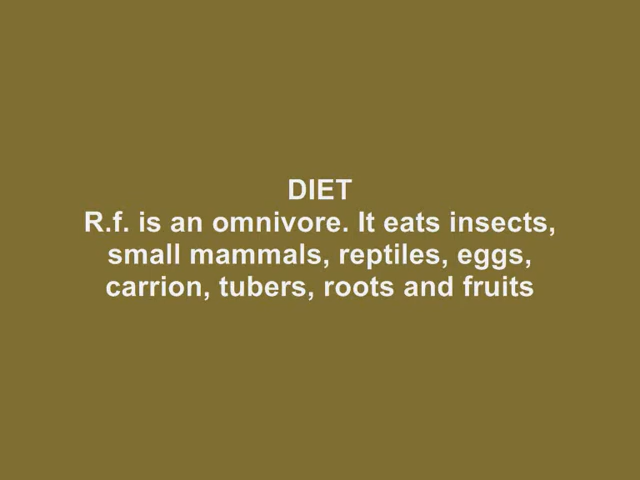 DIET
R.f. is an omnivore. It eats insects,
small mammals, reptiles, eggs,
carrion, tubers, roots and fruits